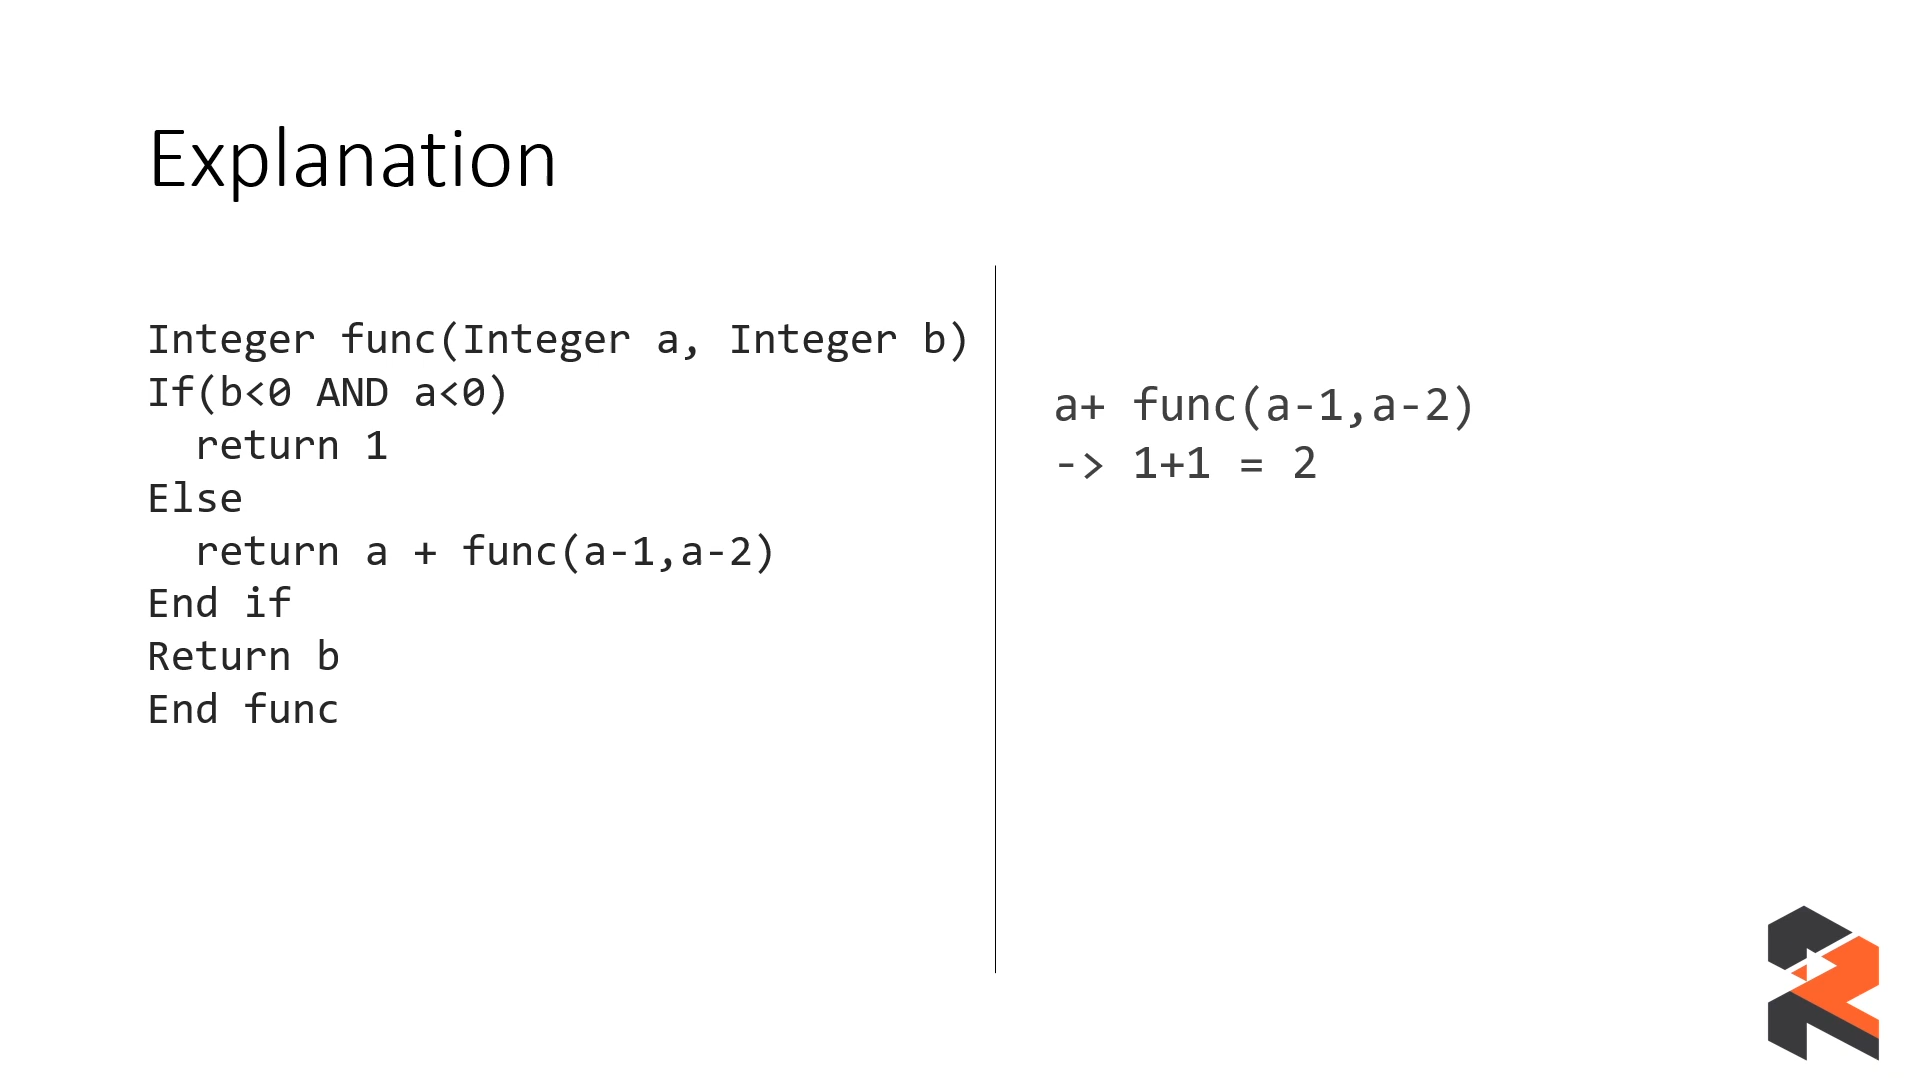 Explanation
Integer func(Integer a, Integer b)
If(b<0 AND a<0)
  return 1
Else
  return a + func(a-1,a-2)
End if
Return b
End func
a+ func(a-1,a-2)
-> 1+1 = 2